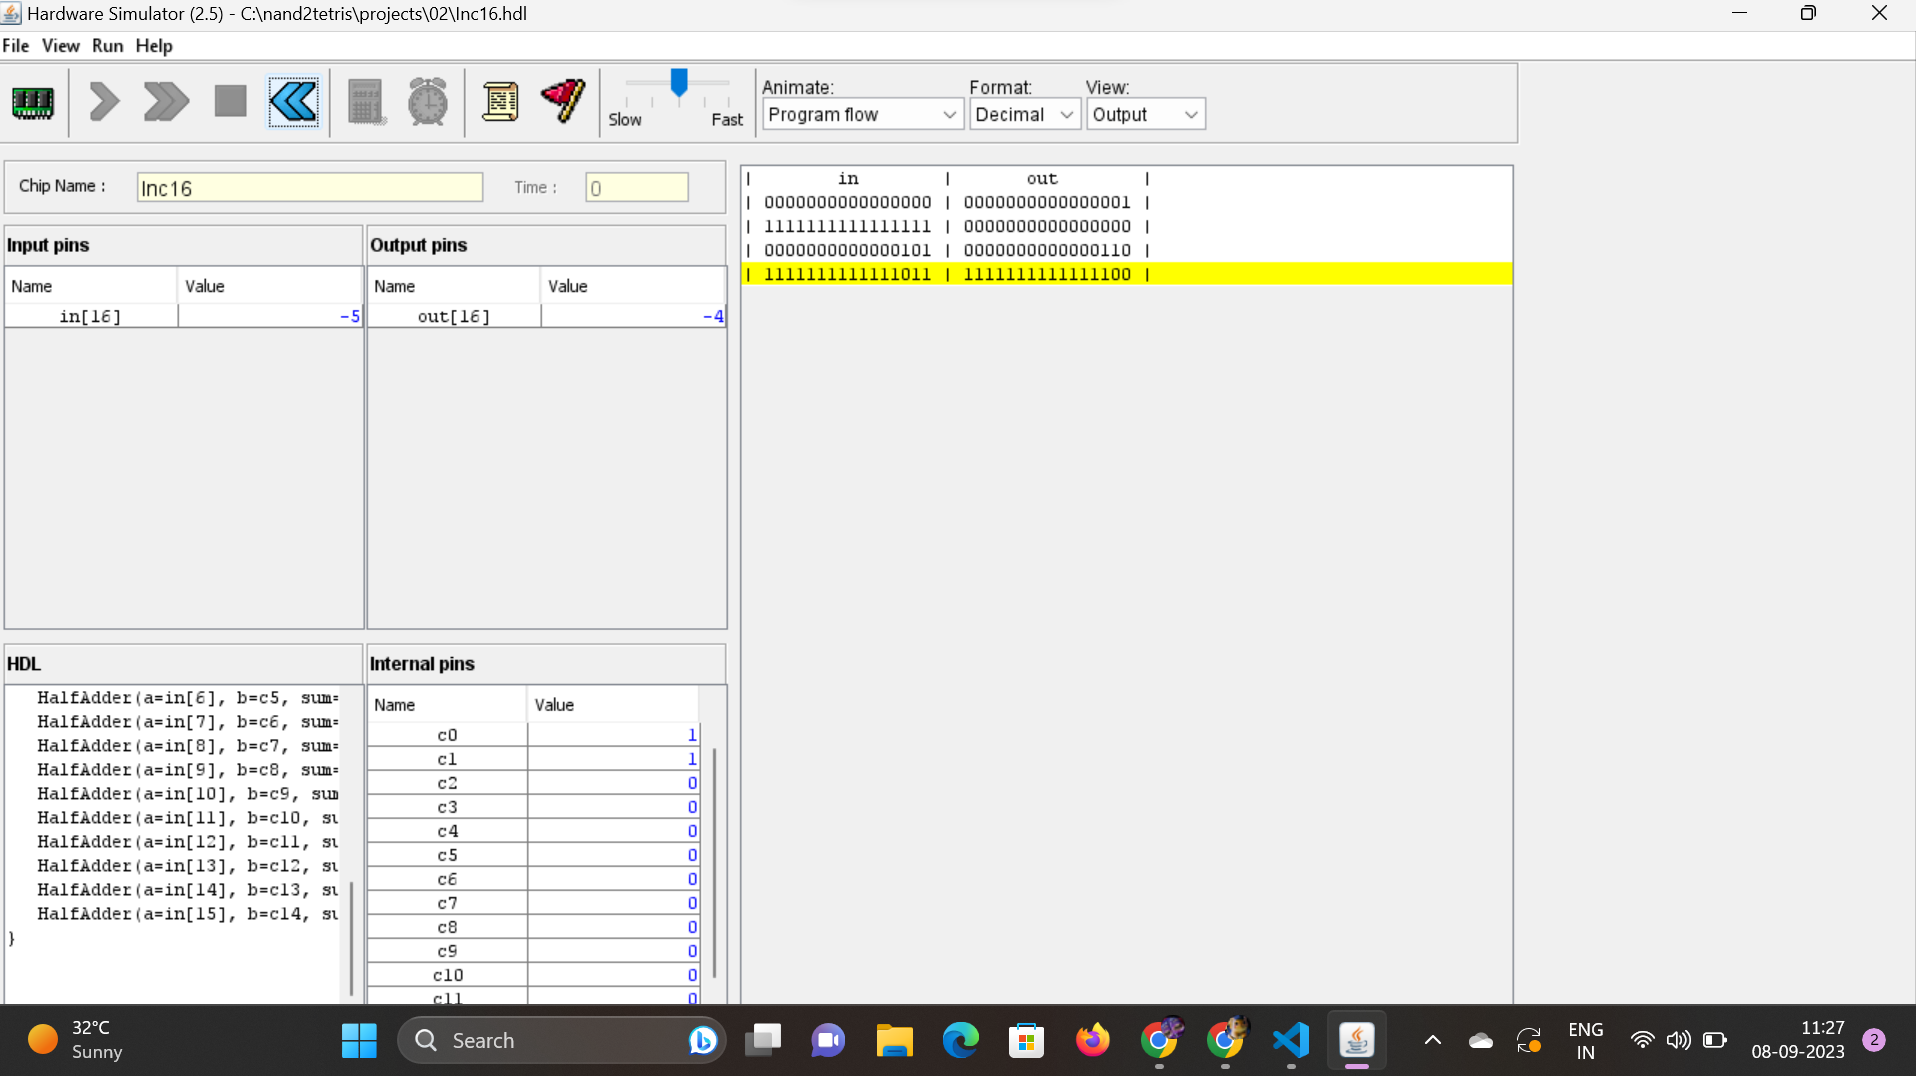 Hardware Simulator (2.5) - C:\nand2tetris\projects\02\Inc16.hdl
File View Run Help
Slow Fast
Animate: Format: View:
Program flow Decimal Output
Chip Name : Inc16 Time : 0
Input pins
Name Value
in[16] -5
Output pins
Name Value
out[16] -4
HDL
HalfAdder(a=in[6], b=c5, sum=
HalfAdder(a=in[7], b=c6, sum=
HalfAdder(a=in[8], b=c7, sum=
HalfAdder(a=in[9], b=c8, sum=
HalfAdder(a=in[10], b=c9, sum
HalfAdder(a=in[11], b=c10, su
HalfAdder(a=in[12], b=c11, su
HalfAdder(a=in[13], b=c12, su
HalfAdder(a=in[14], b=c13, su
HalfAdder(a=in[15], b=c14, su
}
Internal pins
Name Value
c0 1
c1 1
c2 0
c3 0
c4 0
c5 0
c6 0
c7 0
c8 0
c9 0
c10 0
c11 0
| in | out |
| 0000000000000000 | 0000000000000001 |
| 1111111111111111 | 0000000000000000 |
| 0000000000000101 | 0000000000000110 |
| 1111111111111011 | 1111111111111100 |
32°C
Sunny
Search
ENG
IN
11:27
08-09-2023
2